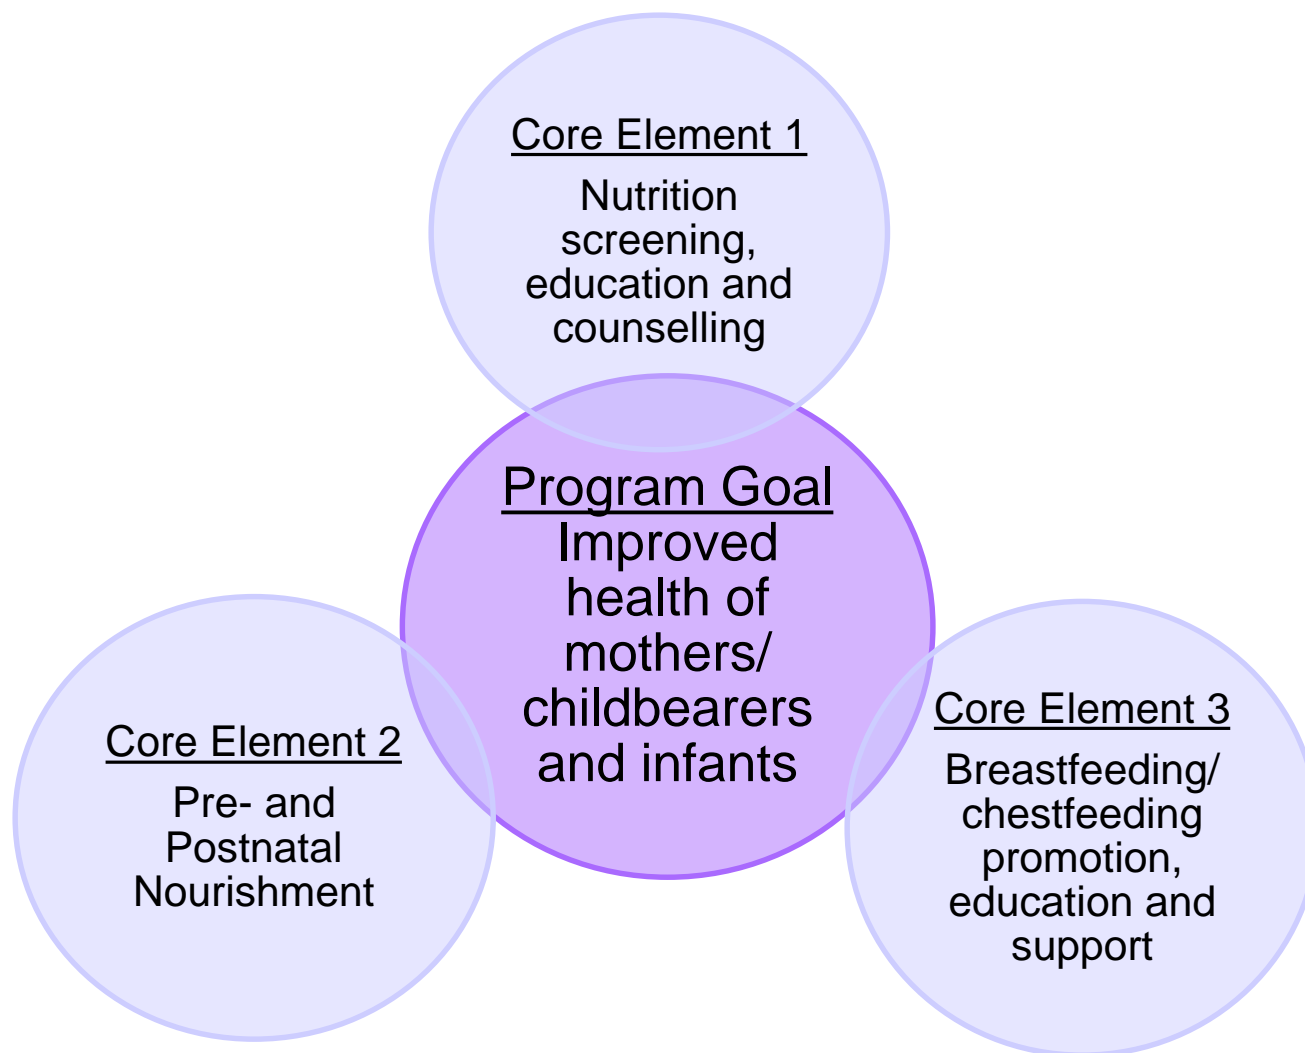 Core Element 1
Nutrition
screening,
education and
counselling
Program Goal
Improved
health of
mothers/
childbearers
and infants
Core Element 2
Pre- and
Postnatal
Nourishment
Core Element 3
Breastfeeding/
chestfeeding
promotion,
education and
support